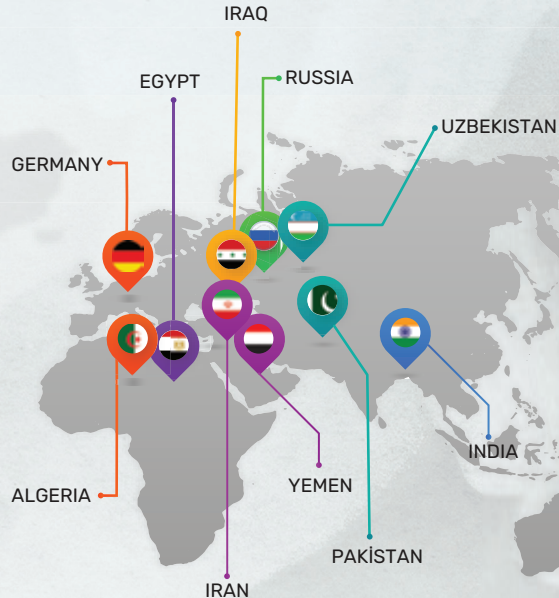 IRAQ
EGYPT
RUSSIA
UZBEKISTAN
GERMANY
INDIA
YEMEN
ALGERIA
PAKİSTAN
IRAN